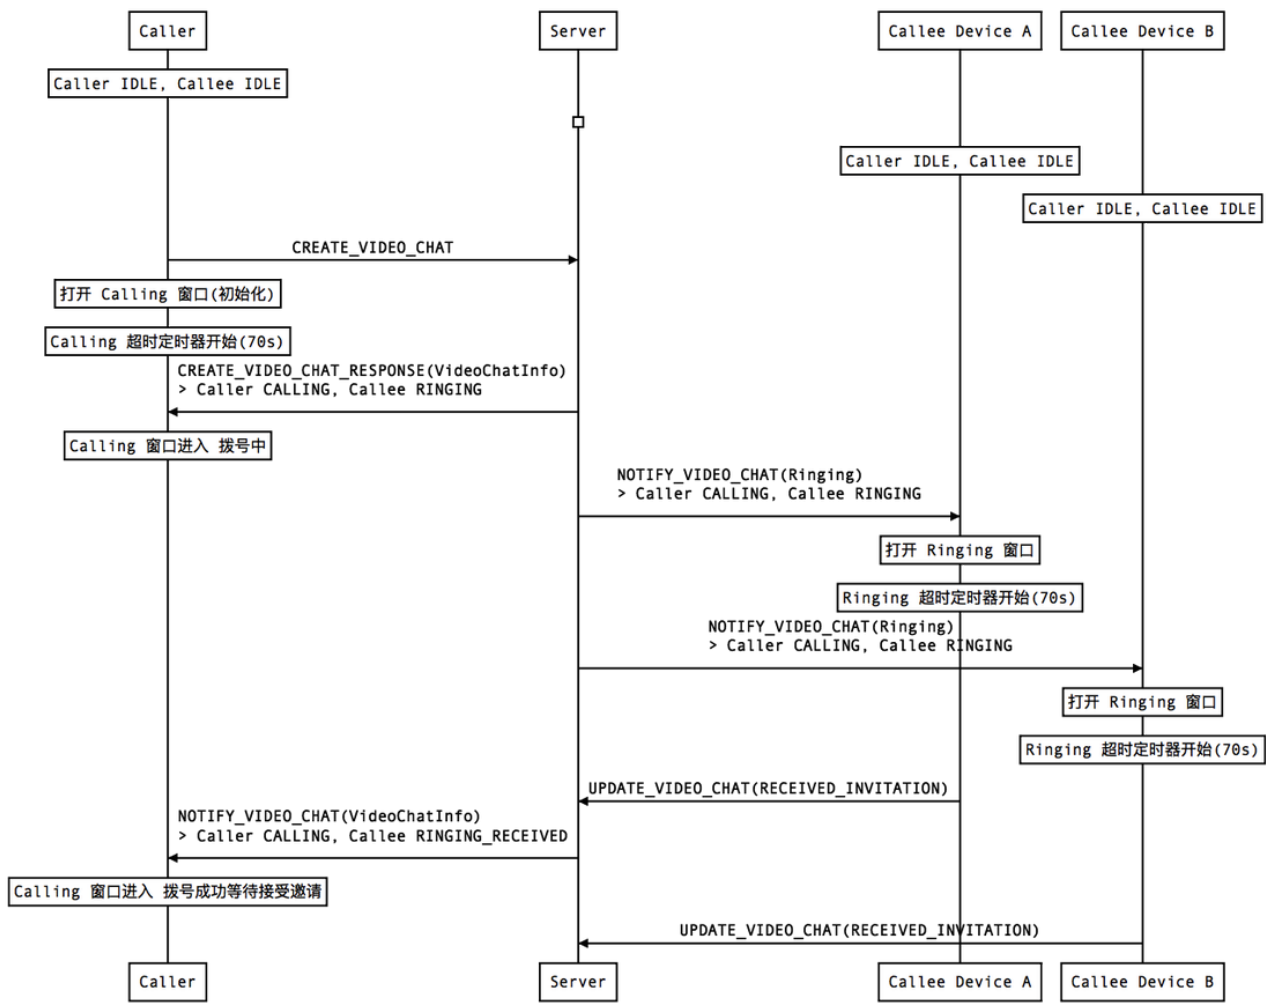 Caller
Server
Callee Device A
Callee Device B
Caller IDLE, Callee IDLE
Caller IDLE, Callee IDLE
Caller IDLE, Callee IDLE
CREATE_VIDEO_CHAT
打开 Calling 窗口(初始化)
Calling 超时定时器开始(70s)
CREATE_VIDEO_CHAT_RESPONSE(VideoChatInfo)
> Caller CALLING, Callee RINGING
Calling 窗口进入 拨号中
NOTIFY_VIDEO_CHAT(Ringing)
> Caller CALLING, Callee RINGING
打开 Ringing 窗口
Ringing 超时定时器开始(70s)
NOTIFY_VIDEO_CHAT(Ringing)
> Caller CALLING, Callee RINGING
打开 Ringing 窗口
Ringing 超时定时器开始(70s)
UPDATE_VIDEO_CHAT(RECEIVED_INVITATION)
NOTIFY_VIDEO_CHAT(VideoChatInfo)
> Caller CALLING, Callee RINGING_RECEIVED
Calling 窗口进入 拨号成功等待接受邀请
UPDATE_VIDEO_CHAT(RECEIVED_INVITATION)
Caller
Server
Callee Device A
Callee Device B